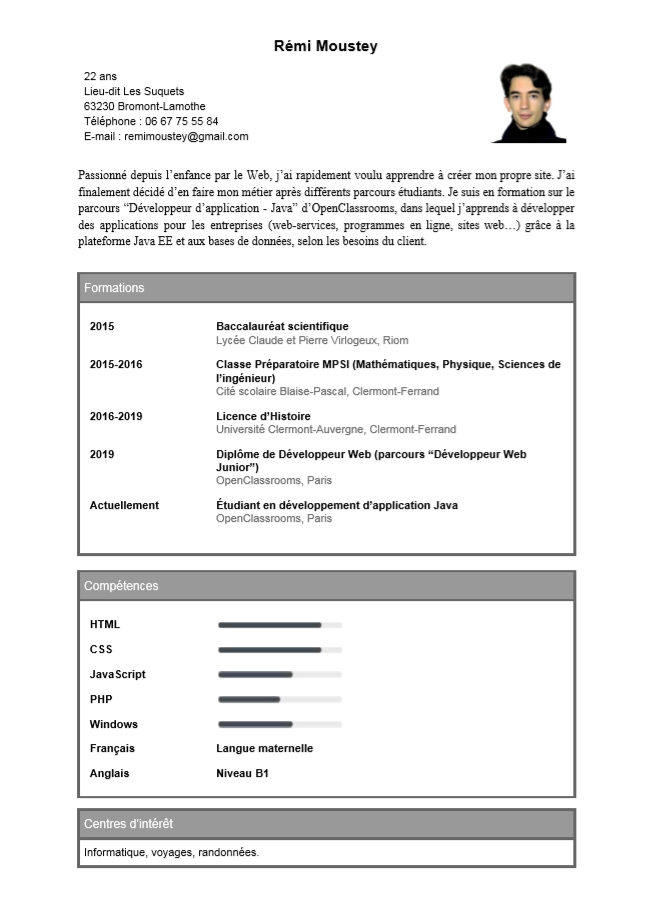 Rémi Moustey
22 ans
Lieu-dit Les Suquets
63230 Bromont-Lamothe
Téléphone : 06 67 75 55 84
E-mail : remimoustey@gmail.com
Passionné depuis l’enfance par le Web, j’ai rapidement voulu apprendre à créer mon propre site. J’ai
finalement décidé d’en faire mon métier après différents parcours étudiants. Je suis en formation sur le
parcours “Développeur d’application - Java” d’OpenClassrooms, dans lequel j’apprends à développer
des applications pour les entreprises (web-services, programmes en ligne, sites web…) grâce à la
plateforme Java EE et aux bases de données, selon les besoins du client.
Formations
2015 Baccalauréat scientifique
Lycée Claude et Pierre Virlogeux, Riom
2015-2016 Classe Préparatoire MPSI (Mathématiques, Physique, Sciences de
l’ingénieur)
Cité scolaire Blaise-Pascal, Clermont-Ferrand
2016-2019 Licence d’Histoire
Université Clermont-Auvergne, Clermont-Ferrand
2019 Diplôme de Développeur Web (parcours “Développeur Web
Junior”)
OpenClassrooms, Paris
Actuellement Étudiant en développement d’application Java
OpenClassrooms, Paris
Compétences
HTML
CSS
JavaScript
PHP
Windows
Français Langue maternelle
Anglais Niveau B1
Centres d’intérêt
Informatique, voyages, randonnées.